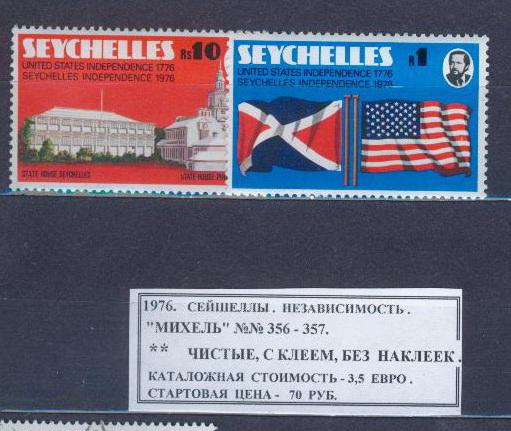 SEYCHELLES Rs10
UNITED STATES INDEPENDENCE 1776
SEYCHELLES INDEPENDENCE 1976
STATE HOUSE SEYCHELLES
STATE HOUSE
SEYCHELLES
UNITED STATES INDEPENDENCE 1776 R1
SEYCHELLES INDEPENDENCE 1976
1976. СЕЙШЕЛЛЫ. НЕЗАВИСИМОСТЬ.
"МИХЕЛЬ" №№ 356 - 357.
** ЧИСТЫЕ, С КЛЕЕМ, БЕЗ НАКЛЕЕК.
КАТАЛОЖНАЯ СТОИМОСТЬ - 3,5 ЕВРО.
СТАРТОВАЯ ЦЕНА - 70 РУБ.